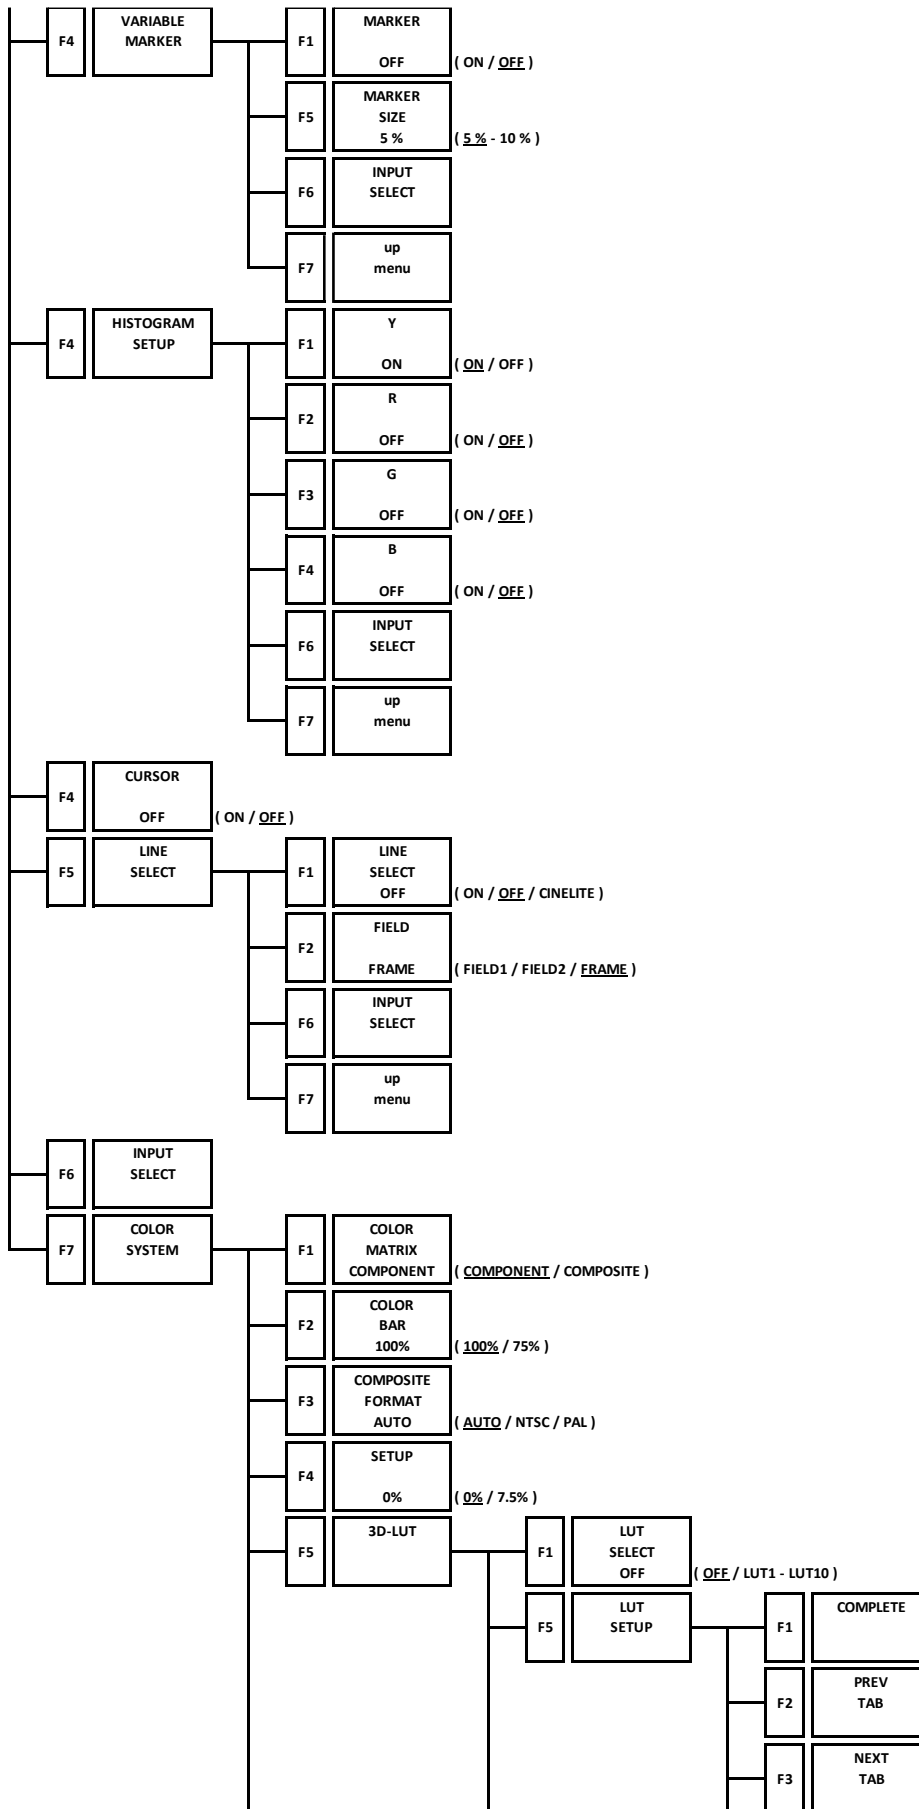 F4
VARIABLE
MARKER
F1
MARKER
OFF
( ON / OFF )
F5
MARKER
SIZE
5 %
( 5 % - 10 % )
F6
INPUT
SELECT
F7
up
menu
F4
HISTOGRAM
SETUP
F1
Y
ON
( ON / OFF )
F2
R
OFF
( ON / OFF )
F3
G
OFF
( ON / OFF )
F4
B
OFF
( ON / OFF )
F6
INPUT
SELECT
F7
up
menu
F4
CURSOR
OFF
( ON / OFF )
F5
LINE
SELECT
F1
LINE
SELECT
OFF
( ON / OFF / CINELITE )
F2
FIELD
FRAME
( FIELD1 / FIELD2 / FRAME )
F6
INPUT
SELECT
F7
up
menu
F6
INPUT
SELECT
F7
COLOR
SYSTEM
F1
COLOR
MATRIX
COMPONENT
( COMPONENT / COMPOSITE )
F2
COLOR
BAR
100%
( 100% / 75% )
F3
COMPOSITE
FORMAT
AUTO
( AUTO / NTSC / PAL )
F4
SETUP
0%
( 0% / 7.5% )
F5
3D-LUT
F1
LUT
SELECT
OFF
( OFF / LUT1 - LUT10 )
F5
LUT
SETUP
F1
COMPLETE
F2
PREV
TAB
F3
NEXT
TAB